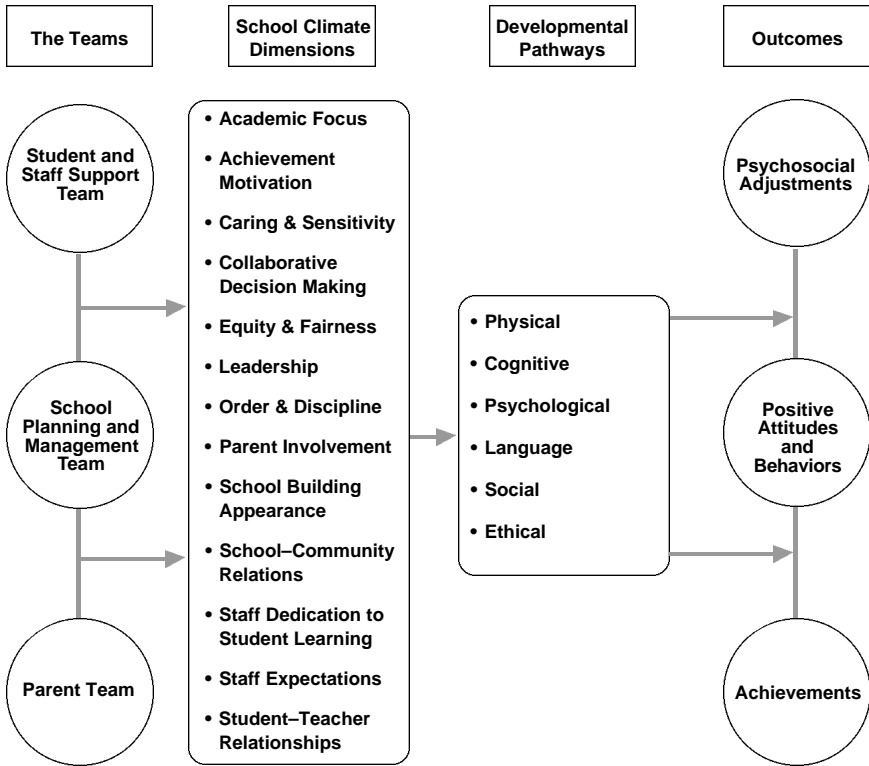 The Teams
School Climate
Dimensions
Developmental
Pathways
Outcomes
Student and
Staff Support
Team
School
Planning and
Management
Team
Parent Team
• Academic Focus
• Achievement
Motivation
• Caring & Sensitivity
• Collaborative
Decision Making
• Equity & Fairness
• Leadership
• Order & Discipline
• Parent Involvement
• School Building
Appearance
• School–Community
Relations
• Staff Dedication to
Student Learning
• Staff Expectations
• Student–Teacher
Relationships
• Physical
• Cognitive
• Psychological
• Language
• Social
• Ethical
Psychosocial
Adjustments
Positive
Attitudes
and
Behaviors
Achievements